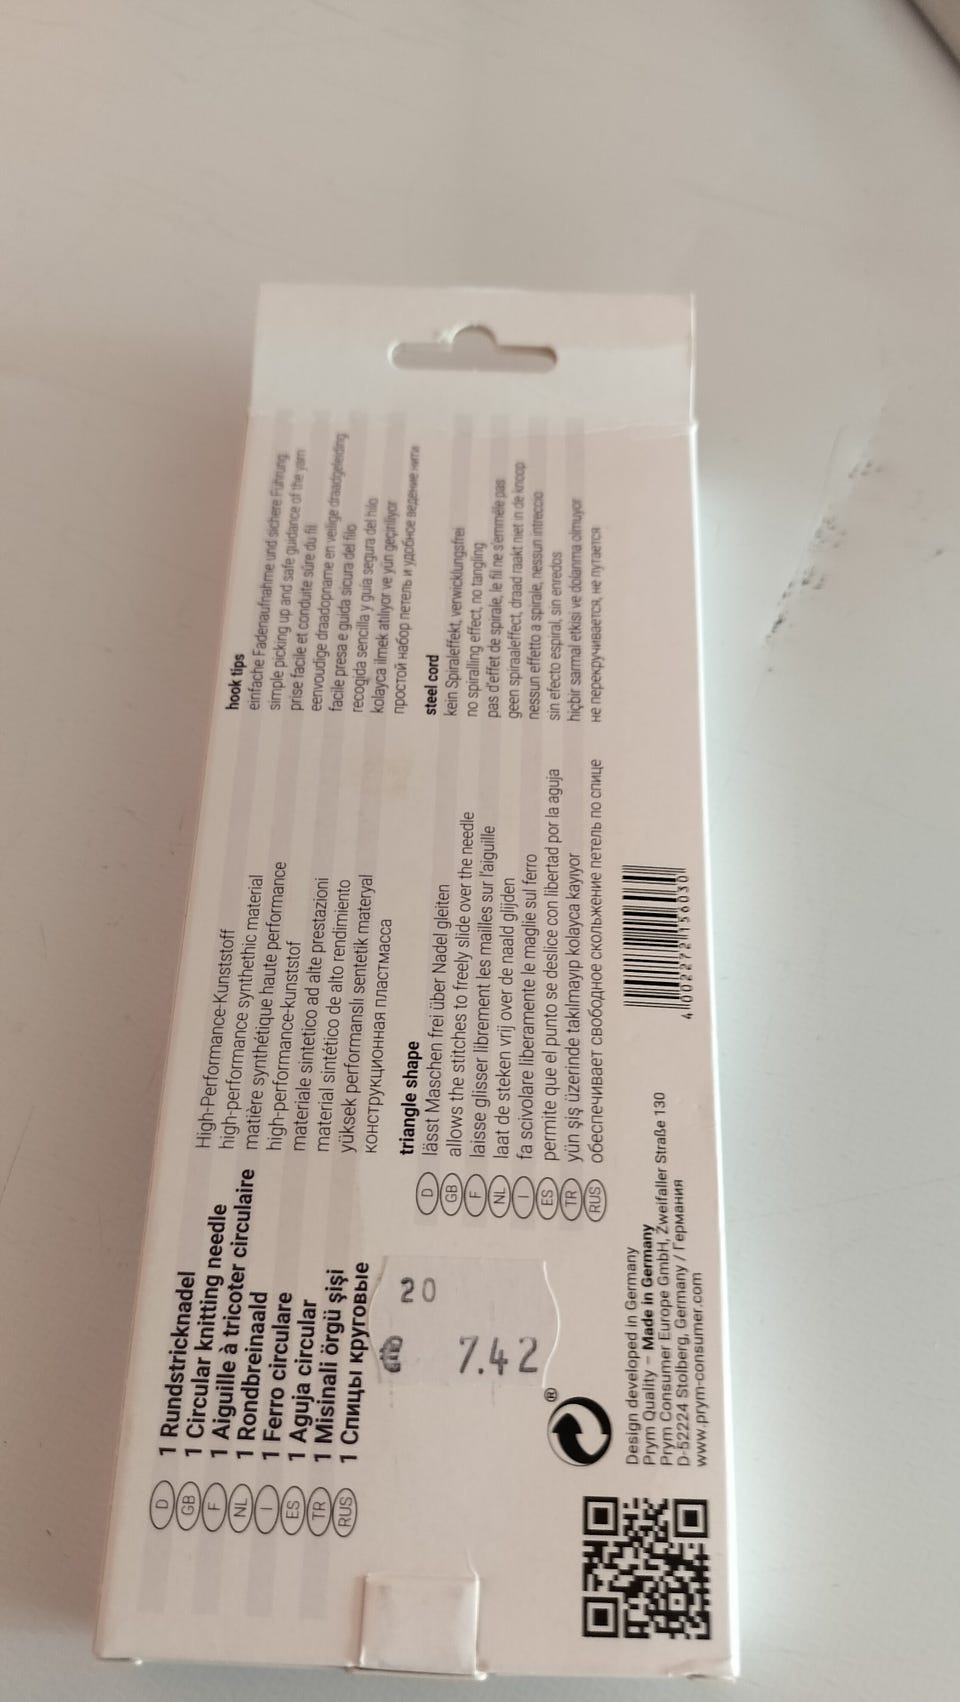 D 1 Rundstricknadel
GB 1 Circular knitting needle
F 1 Aiguille à tricoter circulaire
NL 1 Rondbreinaald
I 1 Ferro circulare
ES 1 Aguja circular
TR 1 Misinali örgü şişi
RUS 1 Спицы круговые
High-Performance-Kunststoff
high-performance synthethic material
matière synthétique haute performance
high-performance-kunststof
materiale sintetico ad alte prestazioni
material sintético de alto rendimiento
yüksek performanslı sentetik materyal
конструкционная пластмасса
hook tips
einfache Fadenaufnahme und sichere Führung
simple picking up and safe guidance of the yarn
prise facile et conduite sûre du fil
eenvoudige draadopname en veilige draadgeleiding
facile presa e guida sicura del filo
recogida sencilla y guía segura del hilo
kolayca ilmek atılıyor ve yün geçiriliyor
простой набор петель и удобное ведение нити
triangle shape
D lässt Maschen frei über Nadel gleiten
GB allows the stitches to freely slide over the needle
F laisse glisser librement les mailles sur l'aiguille
NL laat de steken vrij over de naald glijden
I fa scivolare liberamente le maglie sul ferro
ES permite que el punto se deslice con libertad por la aguja
TR yün şiş üzerinde takılmayıp kolayca kayıyor
RUS обеспечивает свободное скольжение петель по спице
steel cord
kein Spiraleffekt, verwicklungsfrei
no spiralling effect, no tangling
pas d'effet de spirale, le fil ne s'emmêle pas
geen spiraaleffect, draad raakt niet in de knoop
nessun effetto a spirale, nessun intreccio
sin efecto espiral, sin enredos
hiçbir sarmal etkisi ve dolanma olmuyor
не перекручивается, не путается
20
7.42
®
Design developed in Germany
Prym Quality – Made in Germany
Prym Consumer Europe GmbH, Zweifaller Straße 130
D-52224 Stolberg, Germany / Германия
www.prym-consumer.com
4 002272 156030